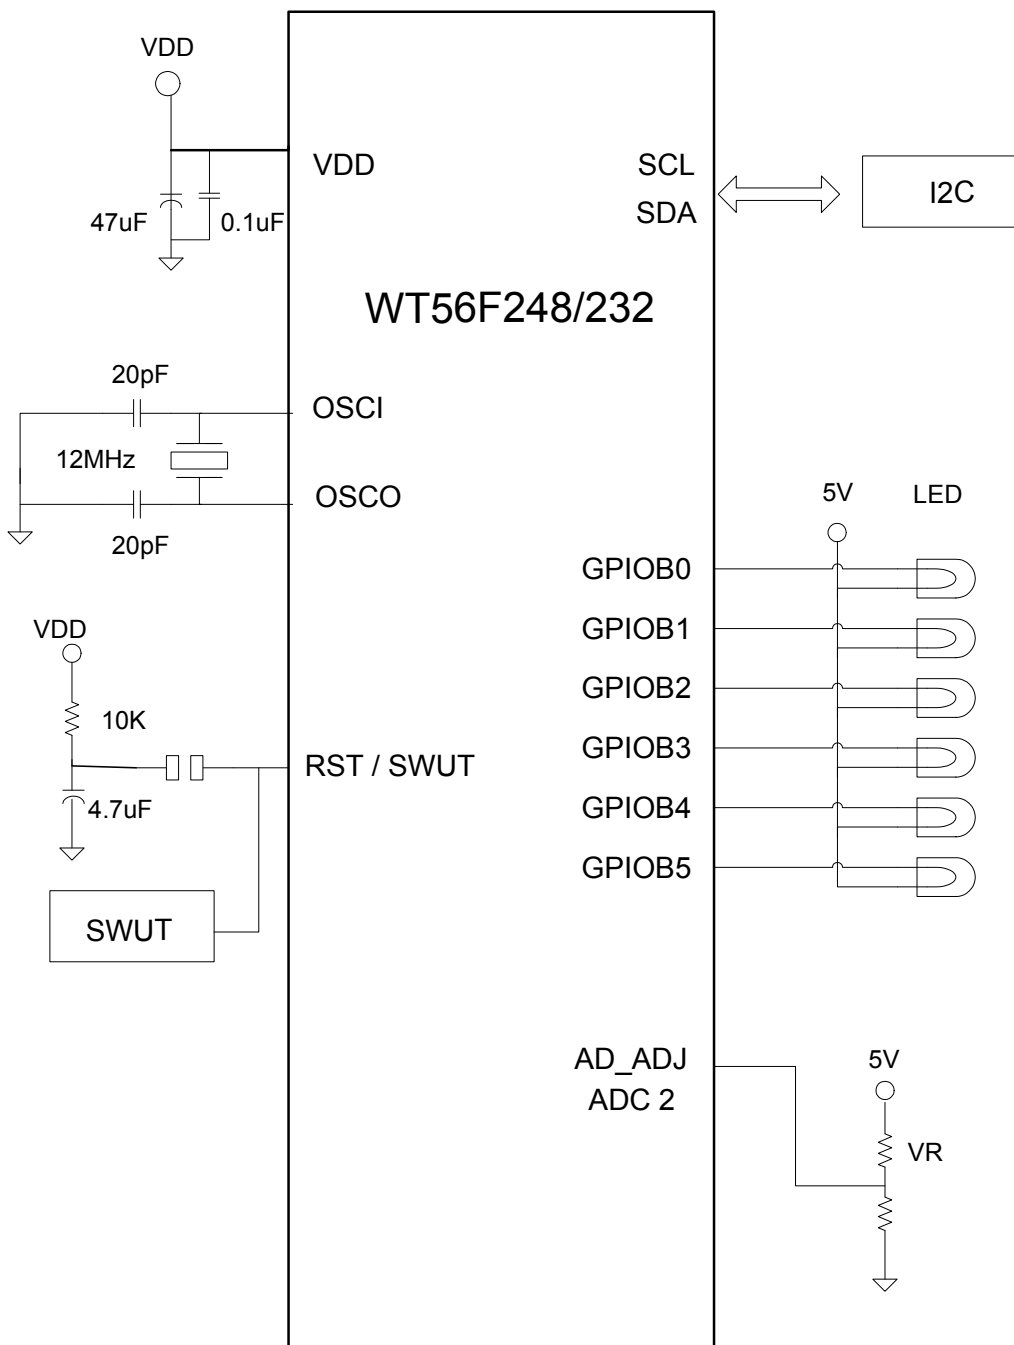 VDD
VDD
SCL
SDA
I2C
47uF
0.1uF
WT56F248/232
20pF
OSCI
12MHz
OSCO
20pF
5V
LED
GPIOB0
VDD
GPIOB1
GPIOB2
10K
GPIOB3
RST / SWUT
4.7uF
GPIOB4
GPIOB5
SWUT
AD_ADJ
ADC 2
5V
VR